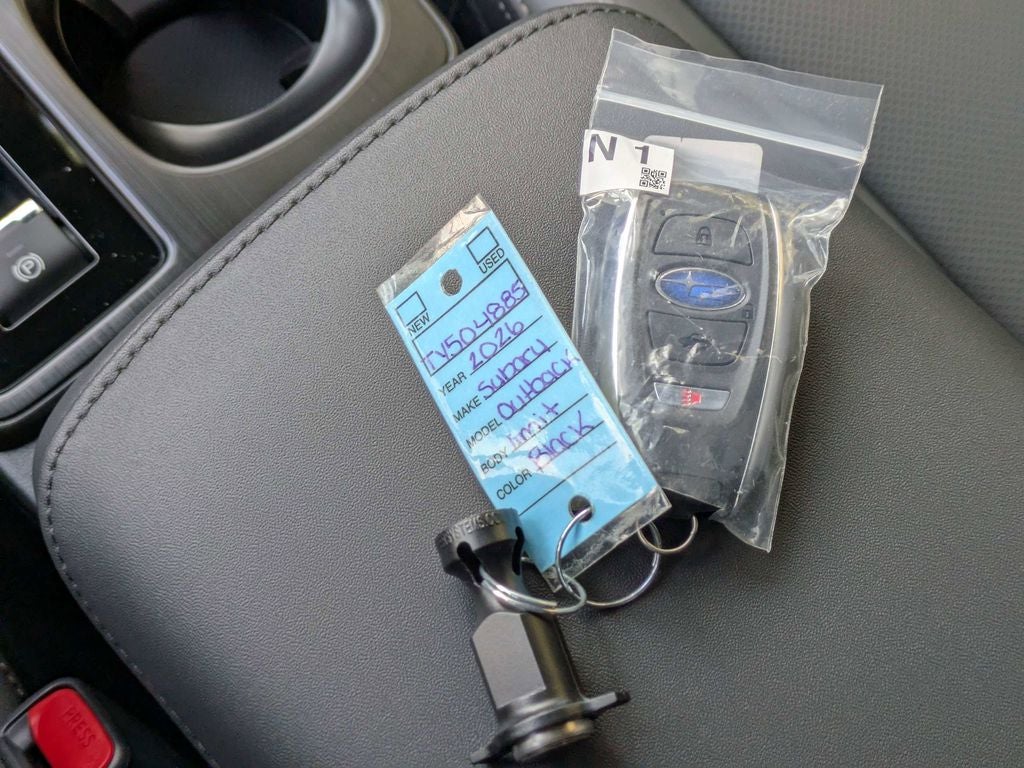 N 1
USED
NEW
TV504885
YEAR 2026
MAKE Subaru
MODEL Outback
BODY limit
COLOR Black
PRESS